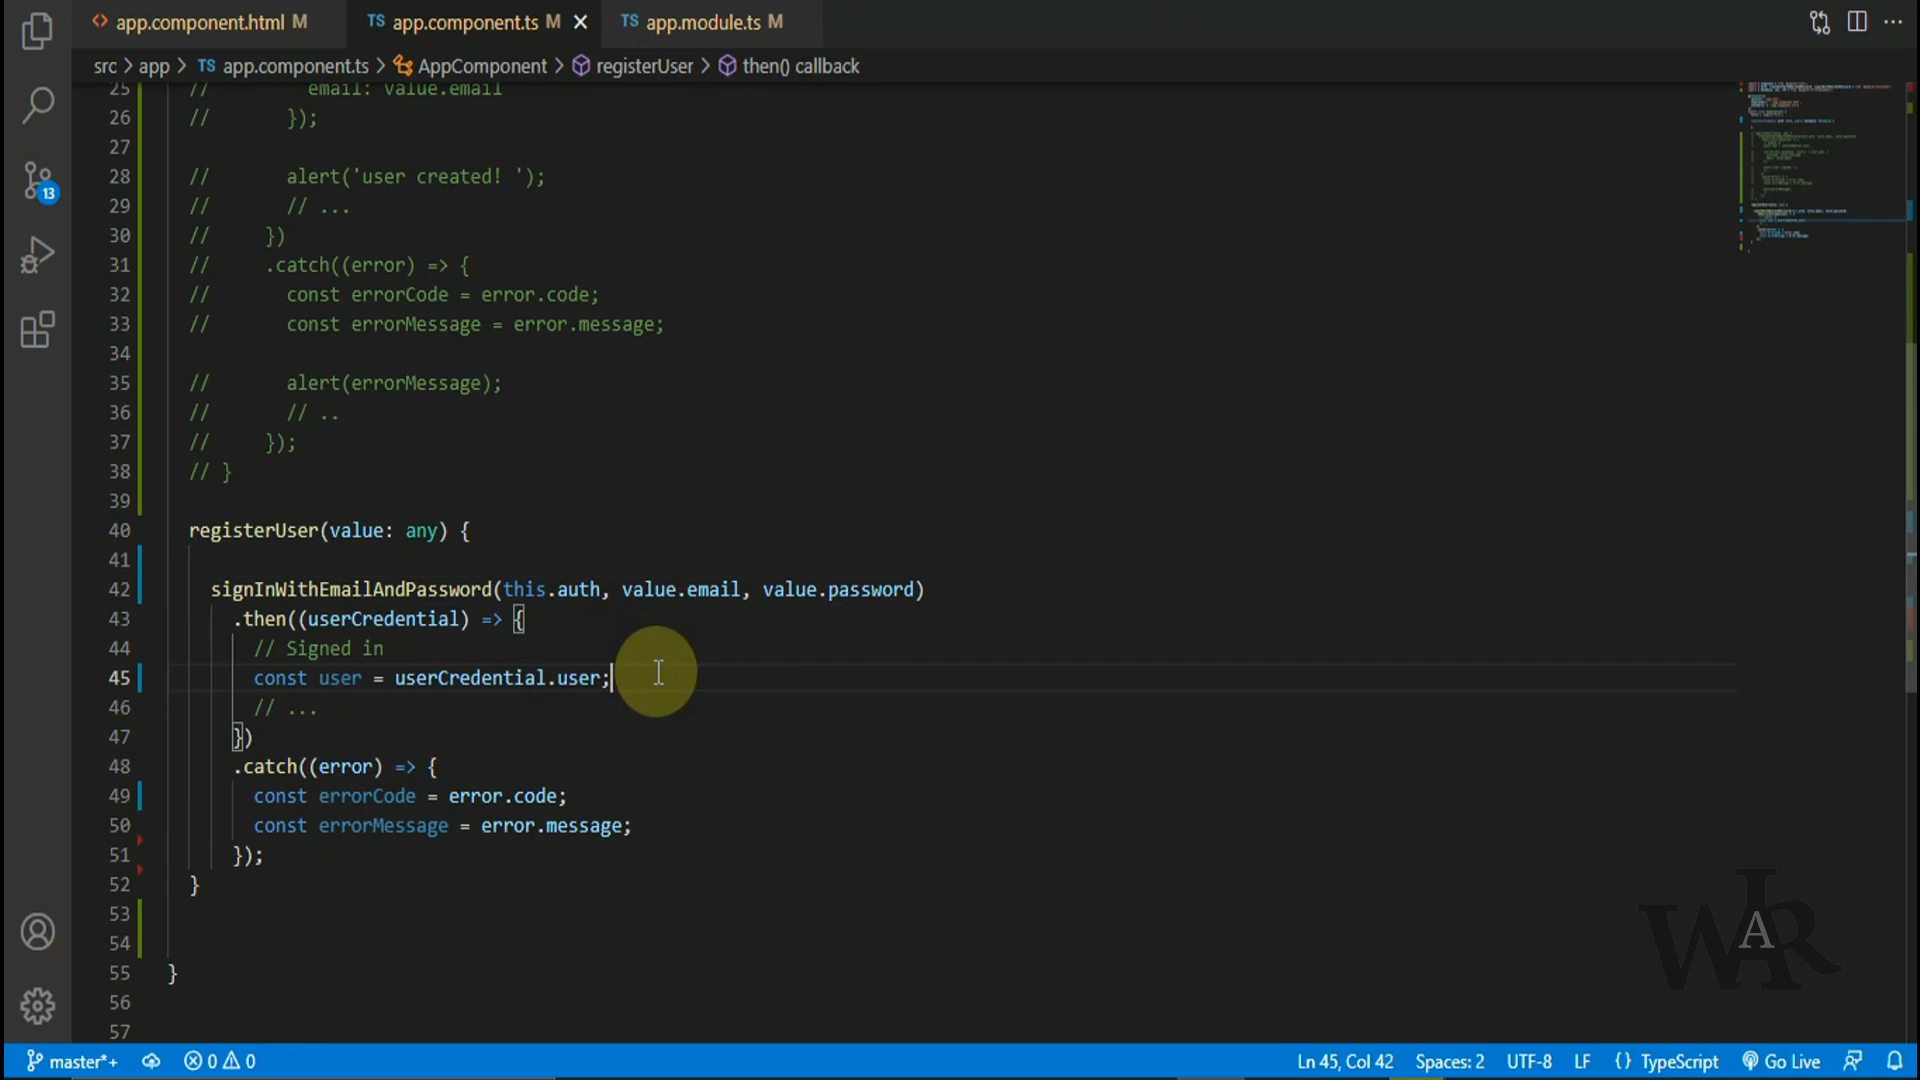 <> app.component.html M TS app.component.ts M × TS app.module.ts M
src > app > TS app.component.ts > AppComponent > registerUser > then() callback
25 // email: value.email
26 // });
27
28 // alert('user created! ');
29 // // ...
30 // })
31 // .catch((error) => {
32 // const errorCode = error.code;
33 // const errorMessage = error.message;
34
35 // alert(errorMessage);
36 // // ..
37 // });
38 // }
39
40 registerUser(value: any) {
41
42 signInWithEmailAndPassword(this.auth, value.email, value.password)
43 .then((userCredential) => {
44 // Signed in
45 const user = userCredential.user;
46 // ...
47 })
48 .catch((error) => {
49 const errorCode = error.code;
50 const errorMessage = error.message;
51 });
52 }
53
54
55 }
56
57
13
WAR
master*+ 0 0 Ln 45, Col 42 Spaces: 2 UTF-8 LF {} TypeScript Go Live